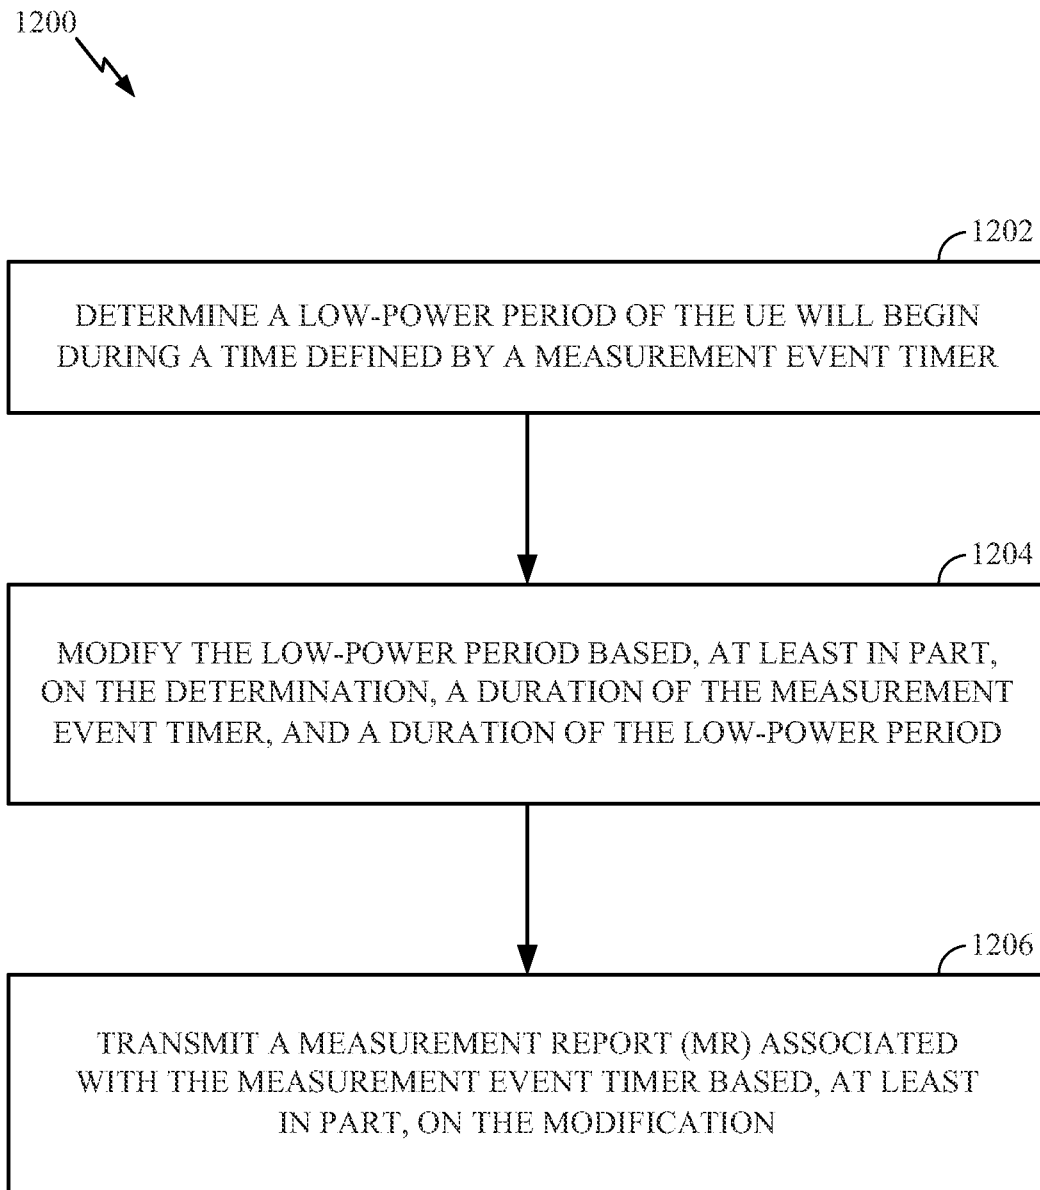 1200
1202
DETERMINE A LOW-POWER PERIOD OF THE UE WILL BEGIN
DURING A TIME DEFINED BY A MEASUREMENT EVENT TIMER
1204
MODIFY THE LOW-POWER PERIOD BASED, AT LEAST IN PART,
ON THE DETERMINATION, A DURATION OF THE MEASUREMENT
EVENT TIMER, AND A DURATION OF THE LOW-POWER PERIOD
1206
TRANSMIT A MEASUREMENT REPORT (MR) ASSOCIATED
WITH THE MEASUREMENT EVENT TIMER BASED, AT LEAST
IN PART, ON THE MODIFICATION